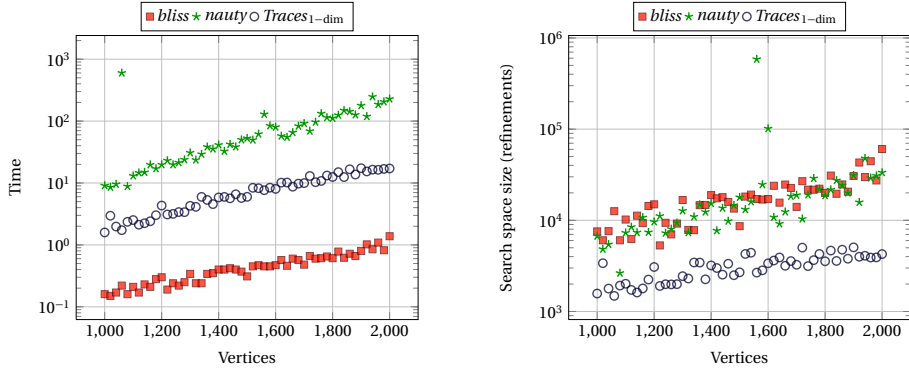 bliss nauty Traces1−dim
10^3
10^2
10^1
10^0
10^−1
Time
1,000 1,200 1,400 1,600 1,800 2,000
Vertices
bliss nauty Traces1−dim
10^6
10^5
10^4
10^3
Search space size (refinements)
1,000 1,200 1,400 1,600 1,800 2,000
Vertices